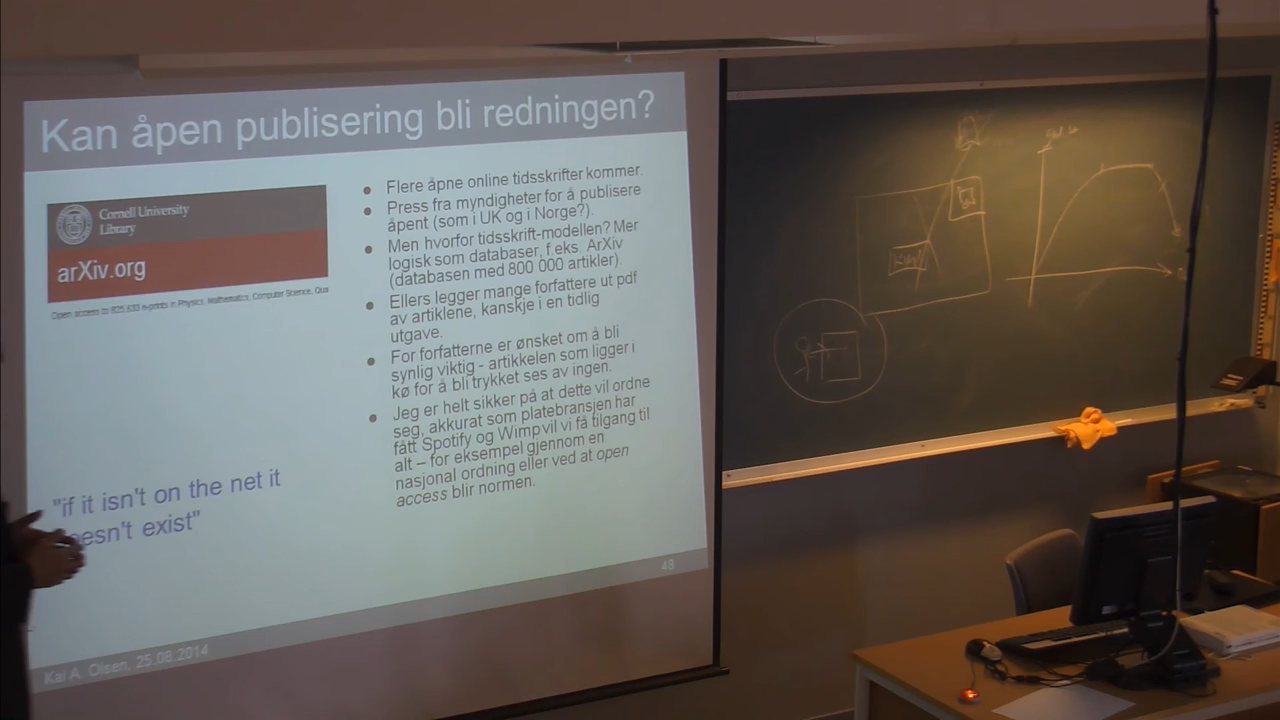 Kan åpen publisering bli redningen?
Cornell University
Library
arXiv.org
Open access to 825,633 e-prints in Physics, Mathematics, Computer Science, Qua
"if it isn't on the net it
esn't exist"
Flere åpne online tidsskrifter kommer.
Press fra myndigheter for å publisere
åpent (som i UK og i Norge?).
Men hvorfor tidsskrift-modellen? Mer
logisk som databaser, f.eks. ArXiv
(databasen med 800 000 artikler)
Ellers legger mange forfattere ut pdf
av artiklene, kanskje i en tidlig
utgave.
For forfatterne er ønsket om å bli
synlig viktig - artikkelen som ligger i
kø for å bli trykket ses av ingen.
Jeg er helt sikker på at dette vil ordne
seg, akkurat som platebransjen har
fått Spotify og Wimp vil vi få tilgang til
alt – for eksempel gjennom en
nasjonal ordning eller ved at open
access blir normen.
48
Kai A. Olsen, 25.08.2014